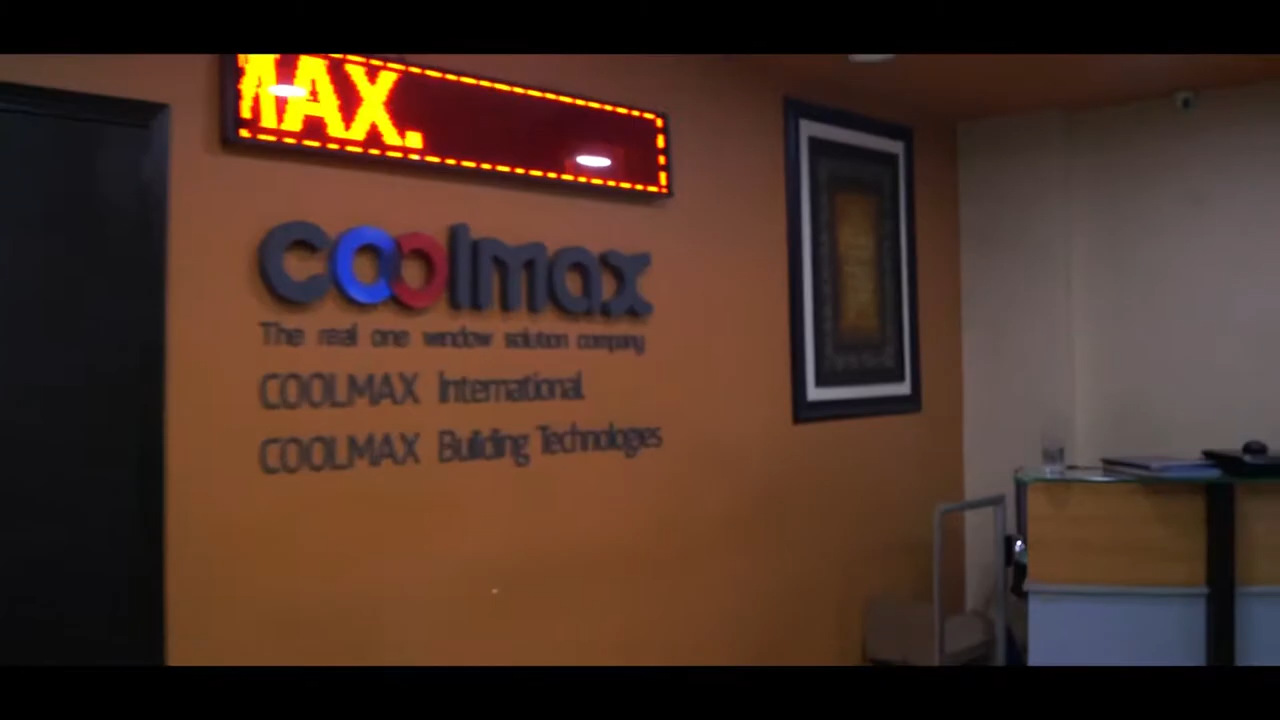 MAX.
coolmax
The real one window solution company
COOLMAX International
COOLMAX Building Technologies